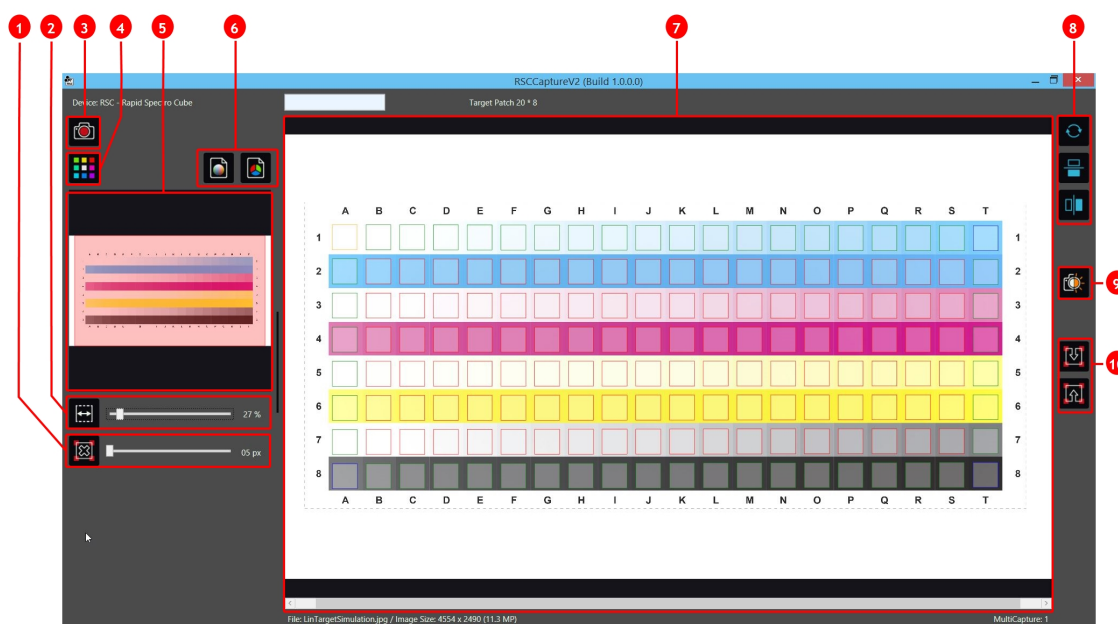 1 2 3 4 5 6 7 8
RSCCaptureV2 (Build 1.0.0.0)
Device: RSC - Rapid Spectro Cube
Target Patch 20 * 8
A B C D E F G H I J K L M N O P Q R S T
1 1
2 2
9
3 3
4 4
10
5 5
27 %
6 6
7 7
05 px
8 8
A B C D E F G H I J K L M N O P Q R S T
File: LinTargetSimulation.jpg / Image Size: 4554 x 2490 (11.3 MP)
MultiCapture: 1